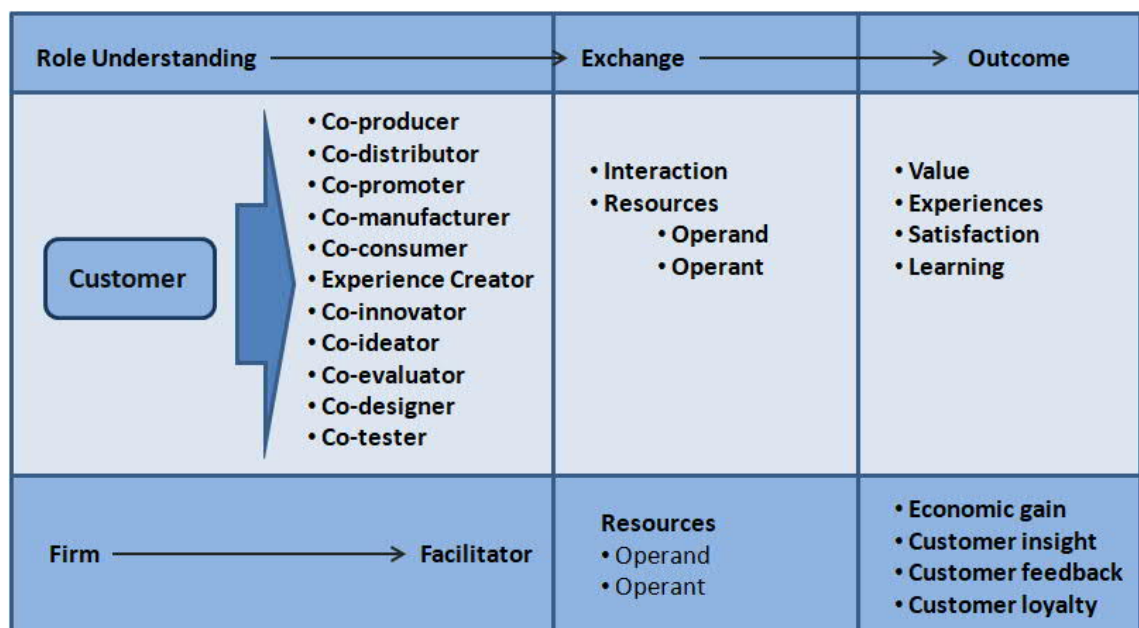 Role Understanding
Exchange
Outcome
Customer
• Co-producer
• Co-distributor
• Co-promoter
• Co-manufacturer
• Co-consumer
• Experience Creator
• Co-innovator
• Co-ideator
• Co-evaluator
• Co-designer
• Co-tester
• Interaction
• Resources
• Operand
• Operant
• Value
• Experiences
• Satisfaction
• Learning
Firm
Facilitator
Resources
• Operand
• Operant
• Economic gain
• Customer insight
• Customer feedback
• Customer loyalty